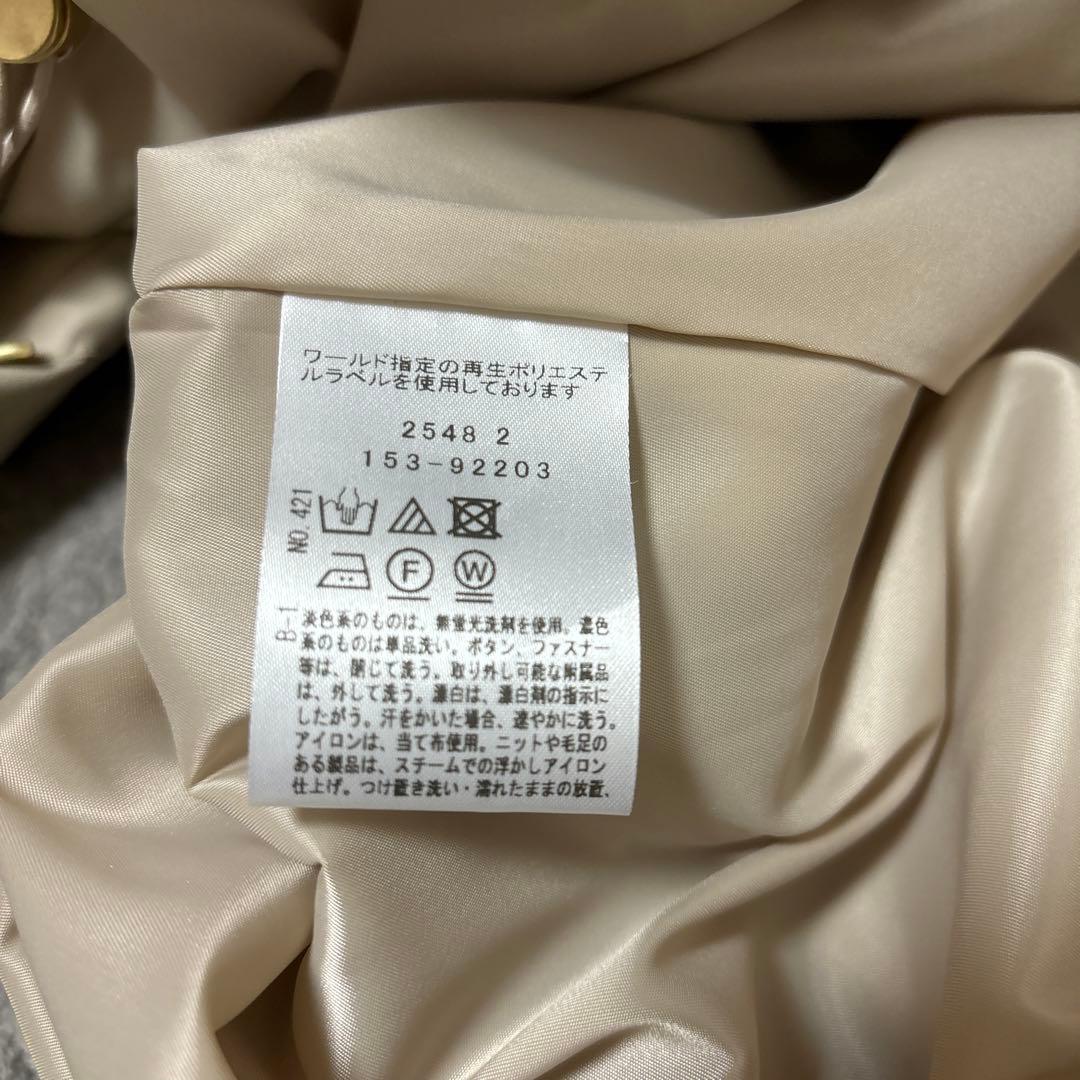 ワールド指定の再生ポリエステ
ルラベルを使用しております
2548 2
153-92203
NO.421
F
W
B-1
淡色系のものは、無蛍光洗剤を使用。濃色
系のものは単品洗い。ボタン、ファスナー
等は、閉じて洗う。取り外し可能な附属品
は、外して洗う。漂白は、漂白剤の指示に
したがう。汗をかいた場合、速やかに洗う。
アイロンは、当て布使用。ニットや毛足の
ある製品は、スチームでの浮かしアイロン
仕上げ。つけ置き洗い・濡れたままの放置、